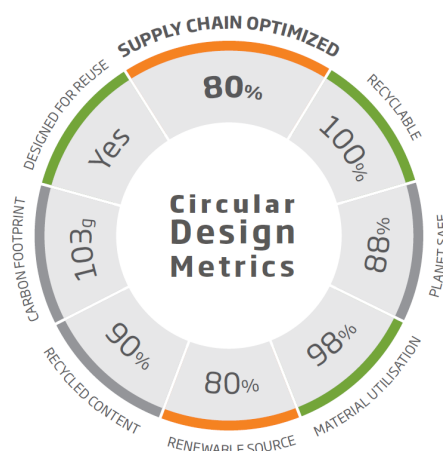 SUPPLY CHAIN OPTIMIZED
80%
RECYCLABLE
100%
PLANET SAFE
88%
MATERIAL UTILISATION
98%
RENEWABLE SOURCE
80%
RECYCLED CONTENT
90%
CARBON FOOTPRINT
103g
DESIGNED FOR REUSE
Yes
Circular
Design
Metrics